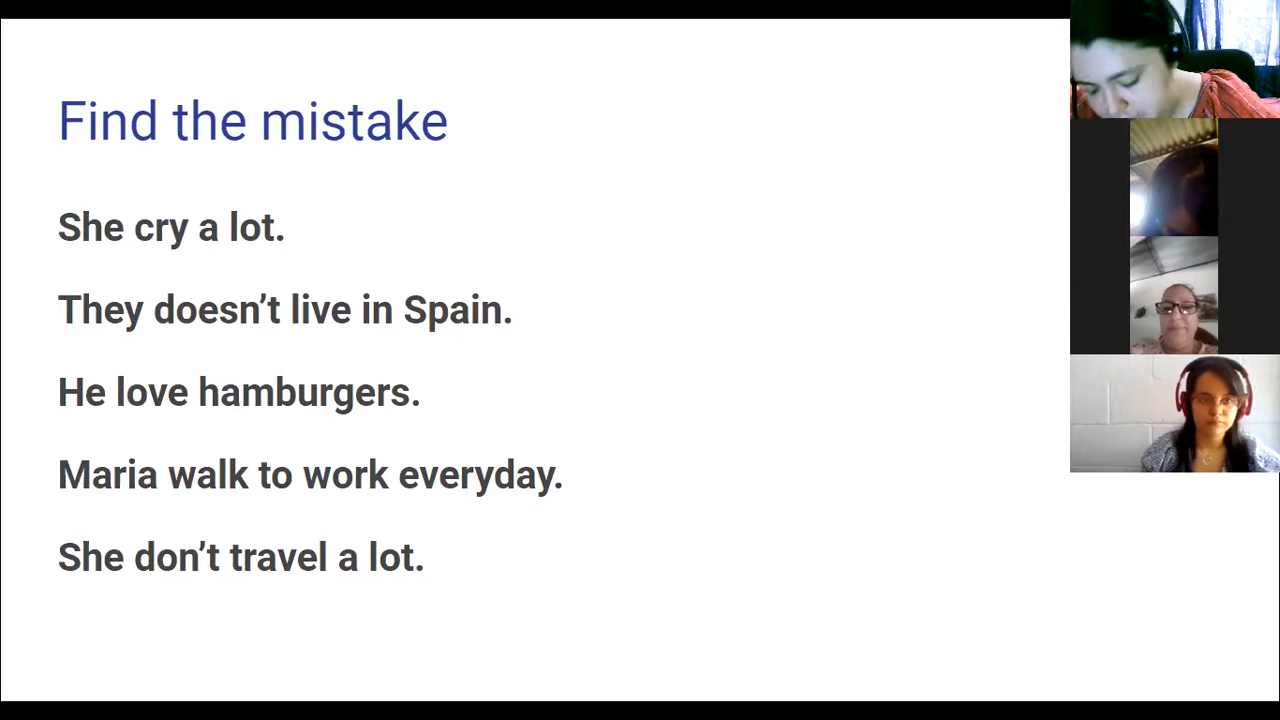 Find the mistake
She cry a lot.
They doesn’t live in Spain.
He love hamburgers.
Maria walk to work everyday.
She don’t travel a lot.